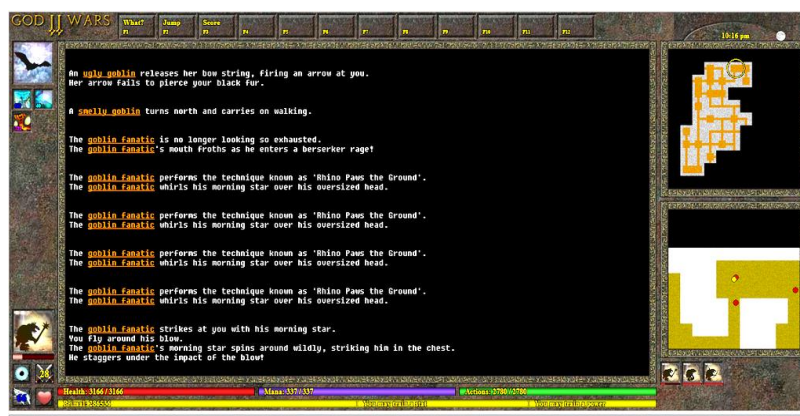 GOD II WARS
What?
Jump
Score
F1
F2
F3
F4
F5
F6
F7
F8
F9
F10
F11
F12
10:16 pm
An ugly goblin releases her bow string, firing an arrow at you.
Her arrow fails to pierce your black fur.
A smelly goblin turns north and carries on walking.
The goblin fanatic is no longer looking so exhausted.
The goblin fanatic's mouth froths as he enters a berserker rage!
The goblin fanatic performs the technique known as 'Rhino Paws the Ground'.
The goblin fanatic whirls his morning star over his oversized head.
The goblin fanatic performs the technique known as 'Rhino Paws the Ground'.
The goblin fanatic whirls his morning star over his oversized head.
The goblin fanatic performs the technique known as 'Rhino Paws the Ground'.
The goblin fanatic whirls his morning star over his oversized head.
The goblin fanatic performs the technique known as 'Rhino Paws the Ground'.
The goblin fanatic whirls his morning star over his oversized head.
The goblin fanatic strikes at you with his morning star.
You fly around his blow.
The goblin fanatic's morning star spins around wildly, striking him in the chest.
He staggers under the impact of the blow!
28
Health: 3166/3166
Mana: 337/337
Actions: 2780/2780
You may train a stat
You may train a power